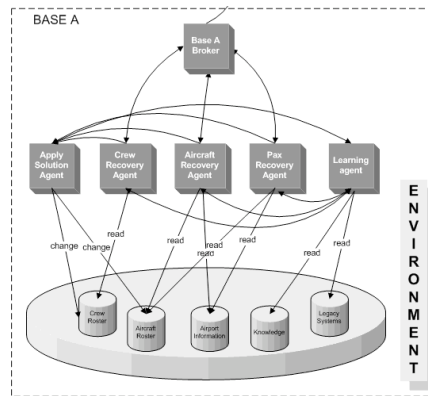 BASE A
Base A
Broker
Apply
Solution
Agent
Crew
Recovery
Agent
Aircraft
Recovery
Agent
Pax
Recovery
Agent
Learning
agent
change
change
read
read
read
read
read
read
read
Crew
Roster
Aircraft
Roster
Airport
Information
Knowledge
Legacy
Systems
E
N
V
I
R
O
N
M
E
N
T